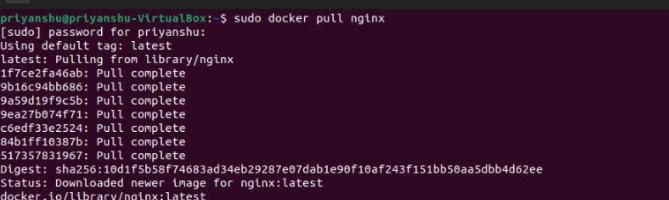 priyanshu@priyanshu-VirtualBox:~$ sudo docker pull nginx
[sudo] password for priyanshu:
Using default tag: latest
latest: Pulling from library/nginx
1f7ce2fa46ab: Pull complete
9b16c94bb686: Pull complete
9a59d19f9c5b: Pull complete
9ea27b074f71: Pull complete
c6edf33e2524: Pull complete
84b1ff10387b: Pull complete
517357831967: Pull complete
Digest: sha256:10d1f5b58f74683ad34eb29287e07dab1e90f10af243f151bb50aa5dbb4d62ee
Status: Downloaded newer image for nginx:latest
docker.io/library/nginx:latest